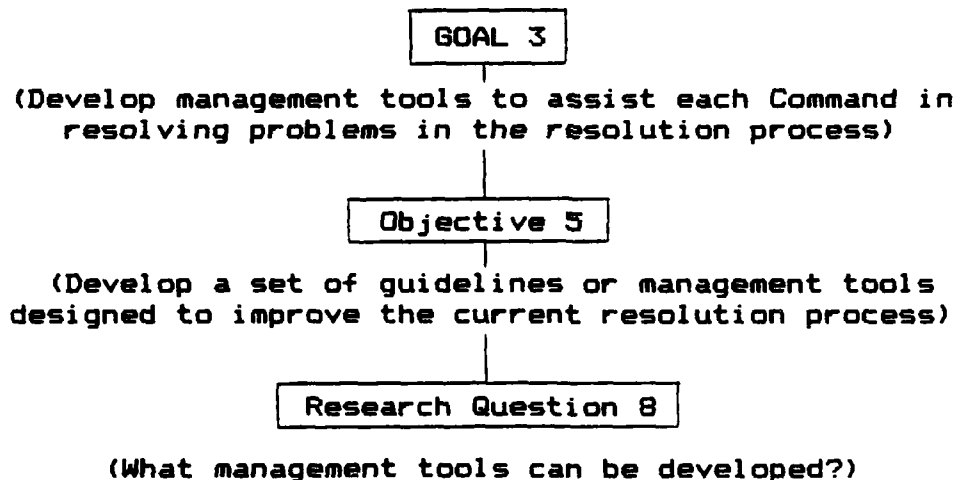 GOAL 3
(Develop management tools to assist each Command in
resolving problems in the resolution process)
Objective 5
(Develop a set of guidelines or management tools
designed to improve the current resolution process)
Research Question 8
(What management tools can be developed?)